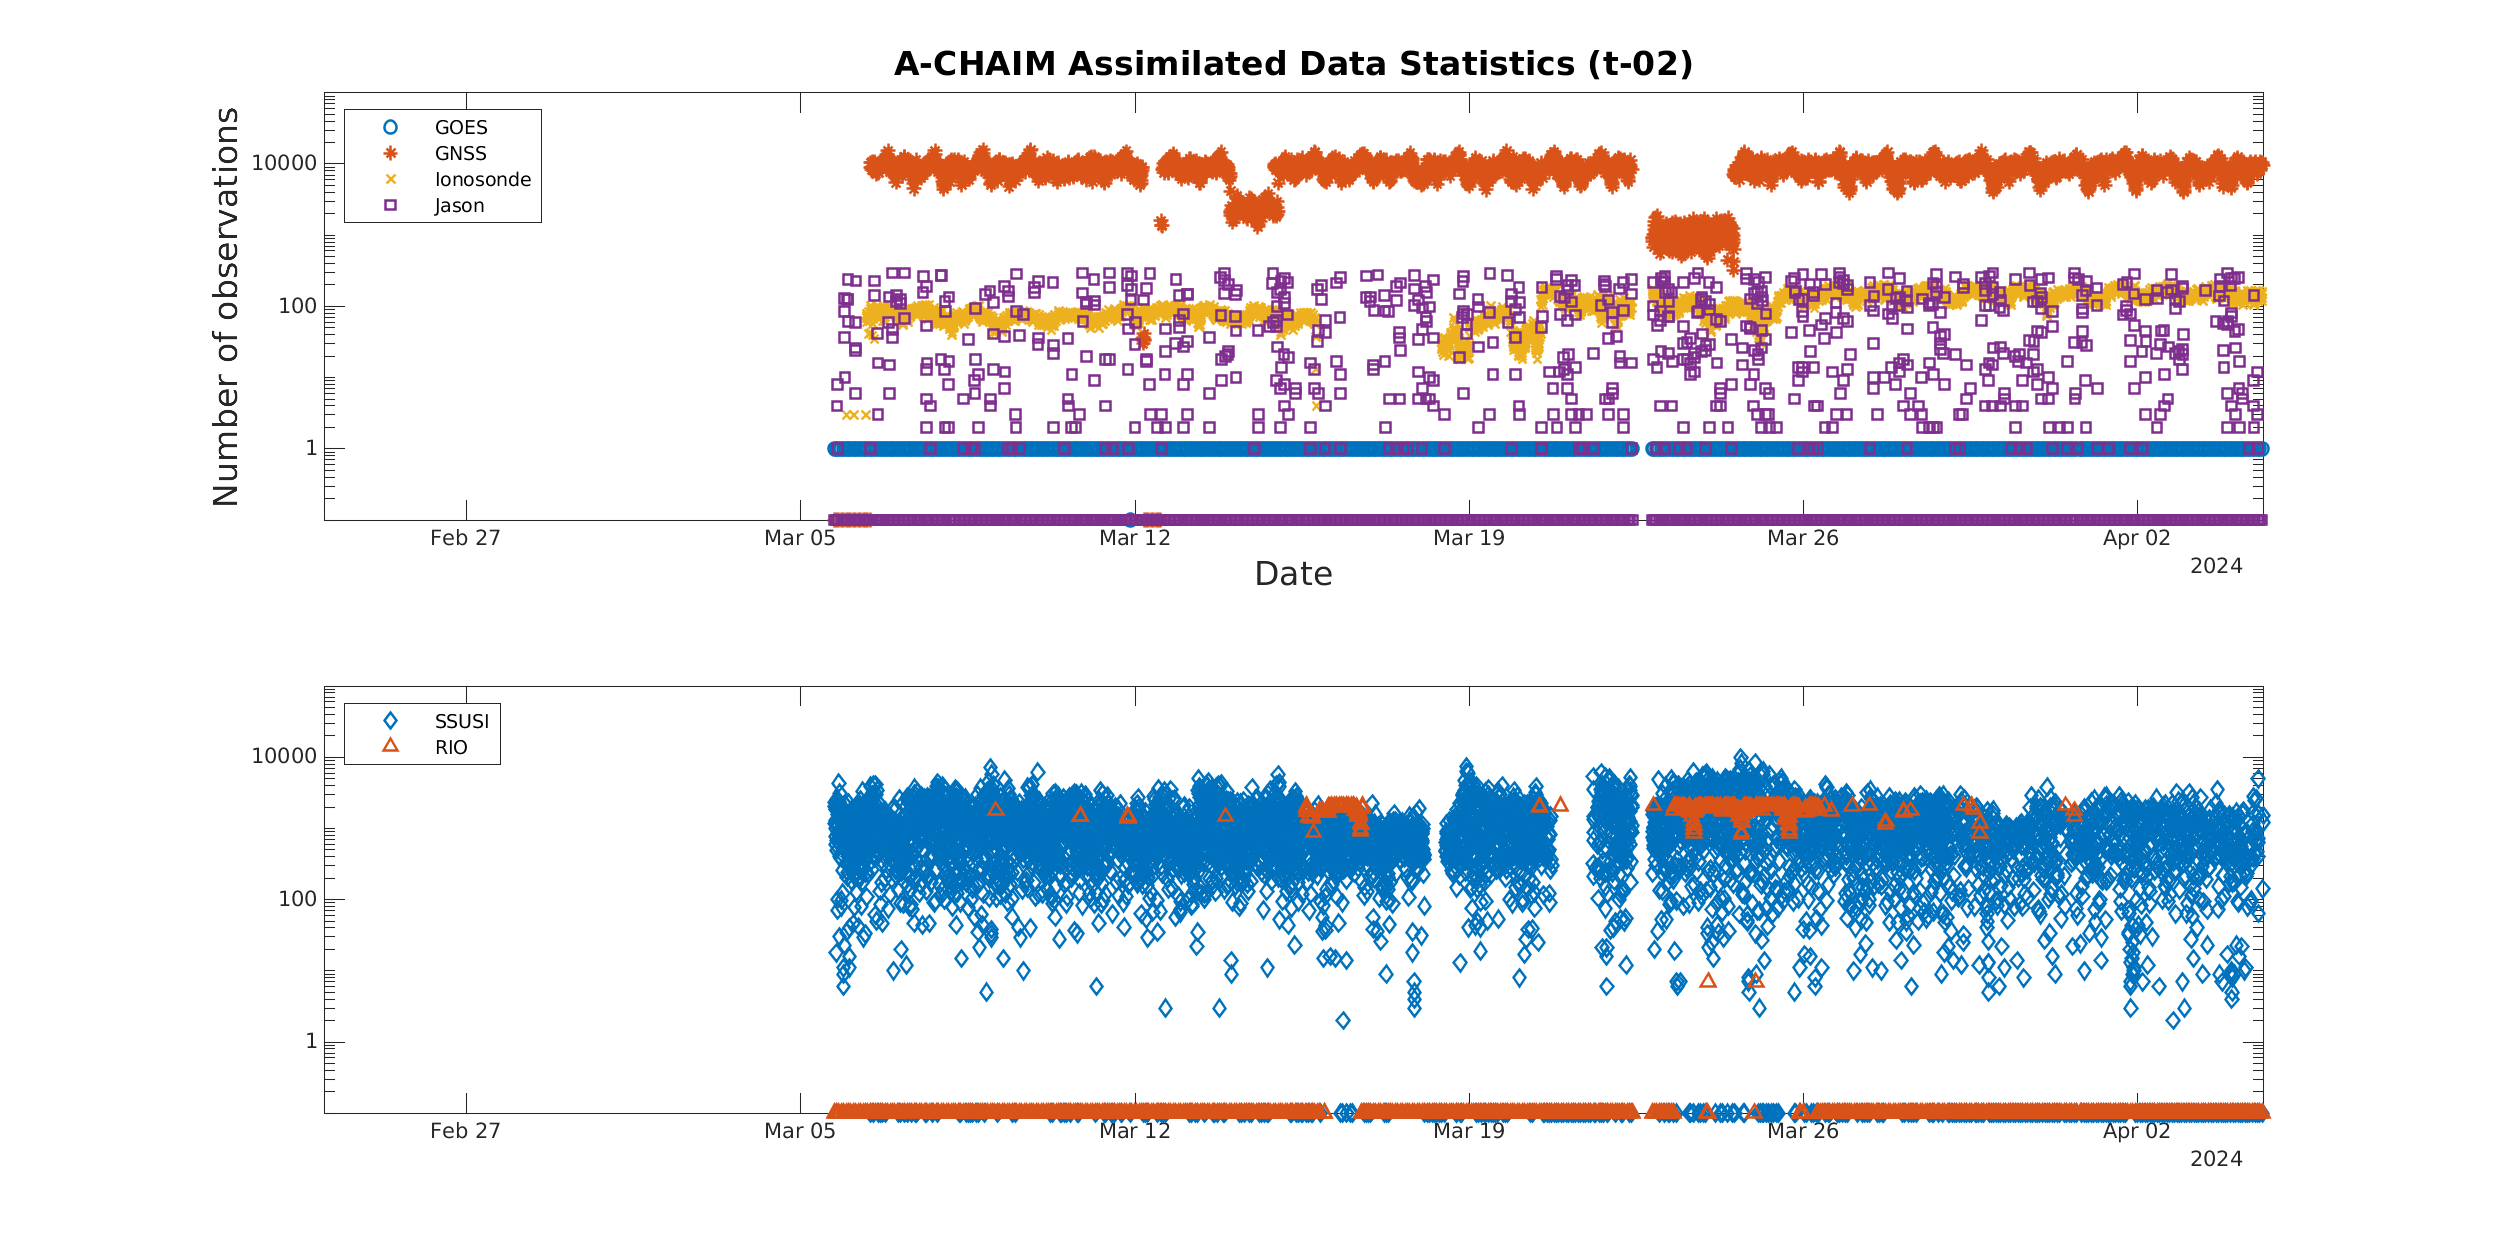 A-CHAIM Assimilated Data Statistics (t-02)
Number of observations
10000
100
1
GOES
GNSS
Ionosonde
Jason
Feb 27
Mar 05
Mar 12
Mar 19
Mar 26
Apr 02
2024
Date
10000
100
1
SSUSI
RIO
Feb 27
Mar 05
Mar 12
Mar 19
Mar 26
Apr 02
2024